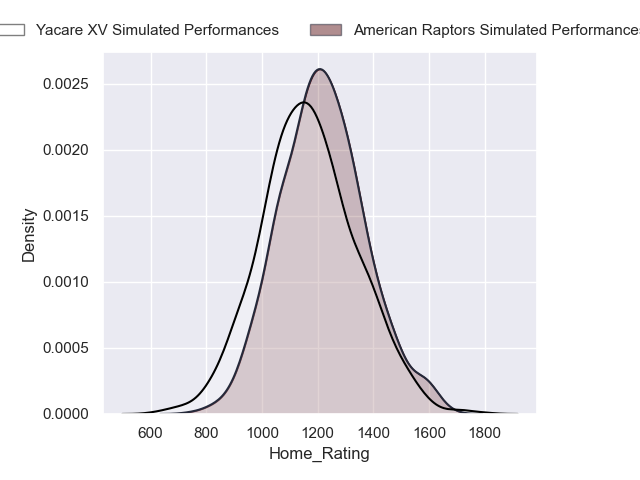 Yacare XV Simulated Performances American Raptors Simulated Performances
0.0025
0.0020
0.0015
0.0010
0.0005
0.0000
Density
600 800 1000 1200 1400 1600 1800
Home_Rating